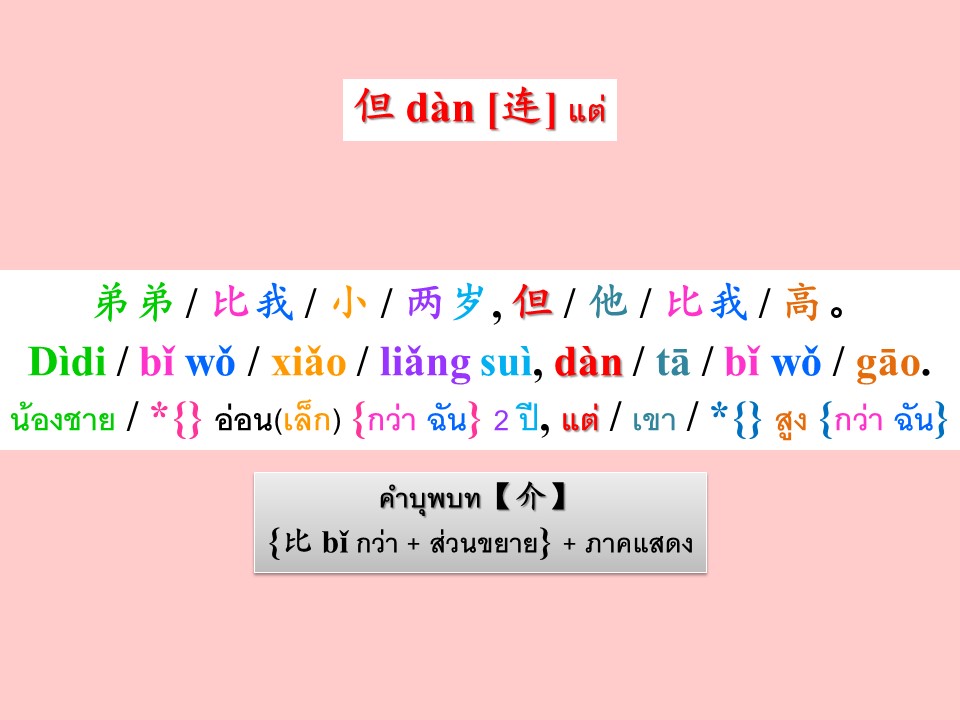 但 dàn [连] แต่
弟弟 / 比我 / 小 / 两岁, 但 / 他 / 比我 / 高。
Dìdi / bǐ wǒ / xiǎo / liǎng suì, dàn / tā / bǐ wǒ / gāo.
น้องชาย / *{} อ่อน(เล็ก) {กว่า ฉัน} 2 ปี, แต่ / เขา / *{} สูง {กว่า ฉัน}
คำบุพบท【介】
{比 bǐ กว่า + ส่วนขยาย} + ภาคแสดง